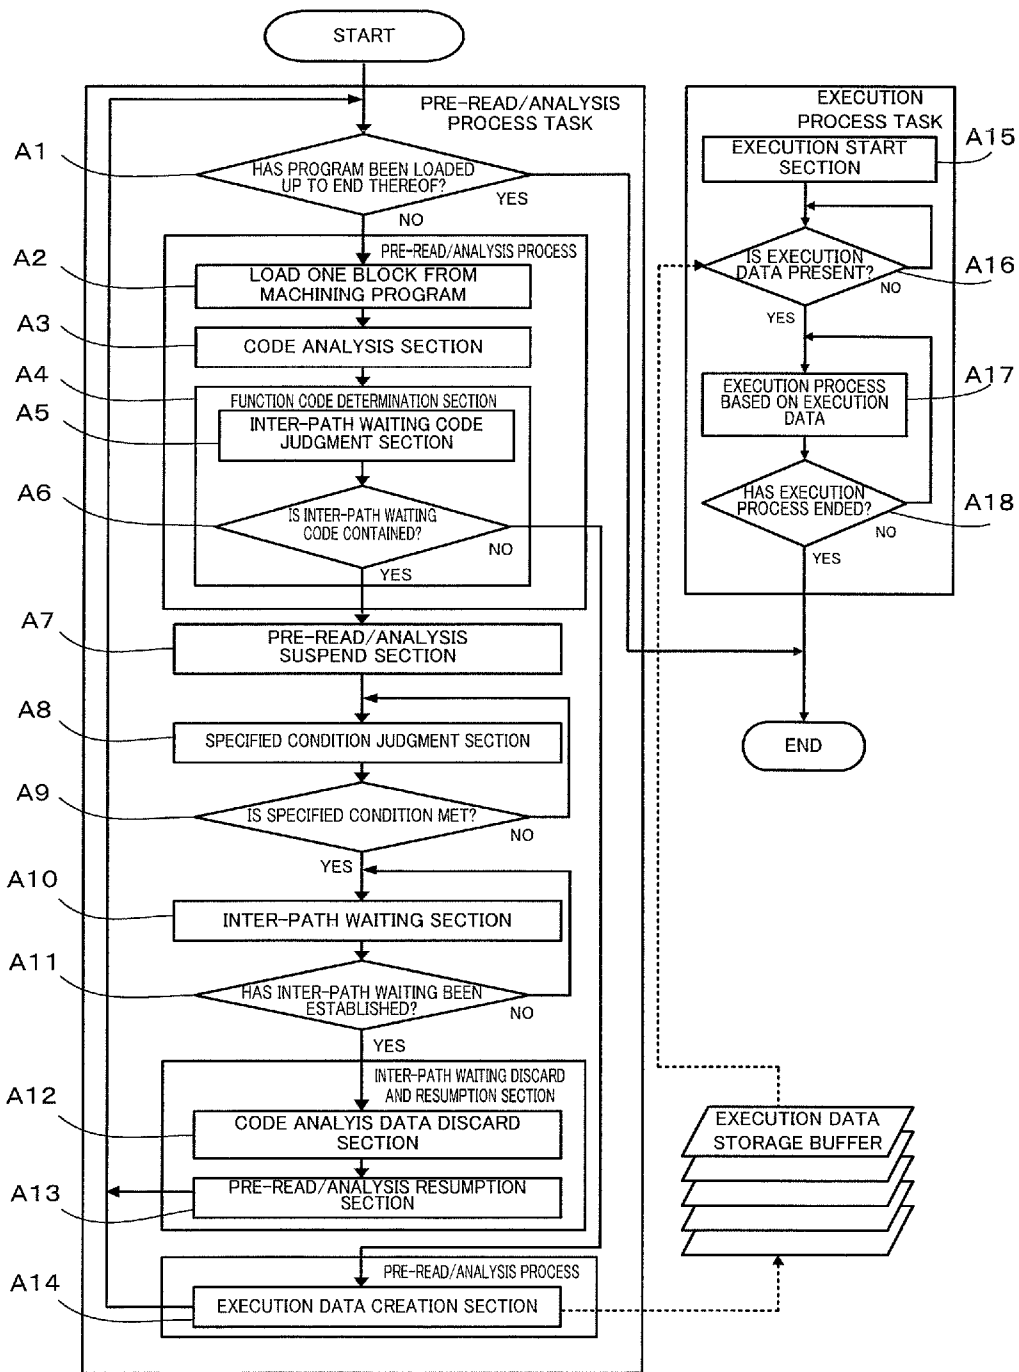 START
PRE-READ/ANALYSIS
PROCESS TASK
A1
HAS PROGRAM BEEN LOADED
UP TO END THEREOF?
YES
NO
PRE-READ/ANALYSIS PROCESS
A2
LOAD ONE BLOCK FROM
MACHINING PROGRAM
A3
CODE ANALYSIS SECTION
A4
FUNCTION CODE DETERMINATION SECTION
A5
INTER-PATH WAITING CODE
JUDGMENT SECTION
A6
IS INTER-PATH WAITING
CODE CONTAINED?
NO
YES
A7
PRE-READ/ANALYSIS
SUSPEND SECTION
A8
SPECIFIED CONDITION JUDGMENT SECTION
A9
IS SPECIFIED CONDITION MET?
NO
YES
A10
INTER-PATH WAITING SECTION
A11
HAS INTER-PATH WAITING BEEN
ESTABLISHED?
NO
YES
INTER-PATH WAITING DISCARD
AND RESUMPTION SECTION
A12
CODE ANALYIS DATA DISCARD
SECTION
A13
PRE-READ/ANALYSIS RESUMPTION
SECTION
A14
PRE-READ/ANALYSIS PROCESS
EXECUTION DATA CREATION SECTION
EXECUTION
PROCESS TASK
A15
EXECUTION START
SECTION
IS EXECUTION
DATA PRESENT?
A16
NO
YES
A17
EXECUTION PROCESS
BASED ON EXECUTION
DATA
HAS EXECUTION
PROCESS ENDED?
A18
NO
YES
END
EXECUTION DATA
STORAGE BUFFER